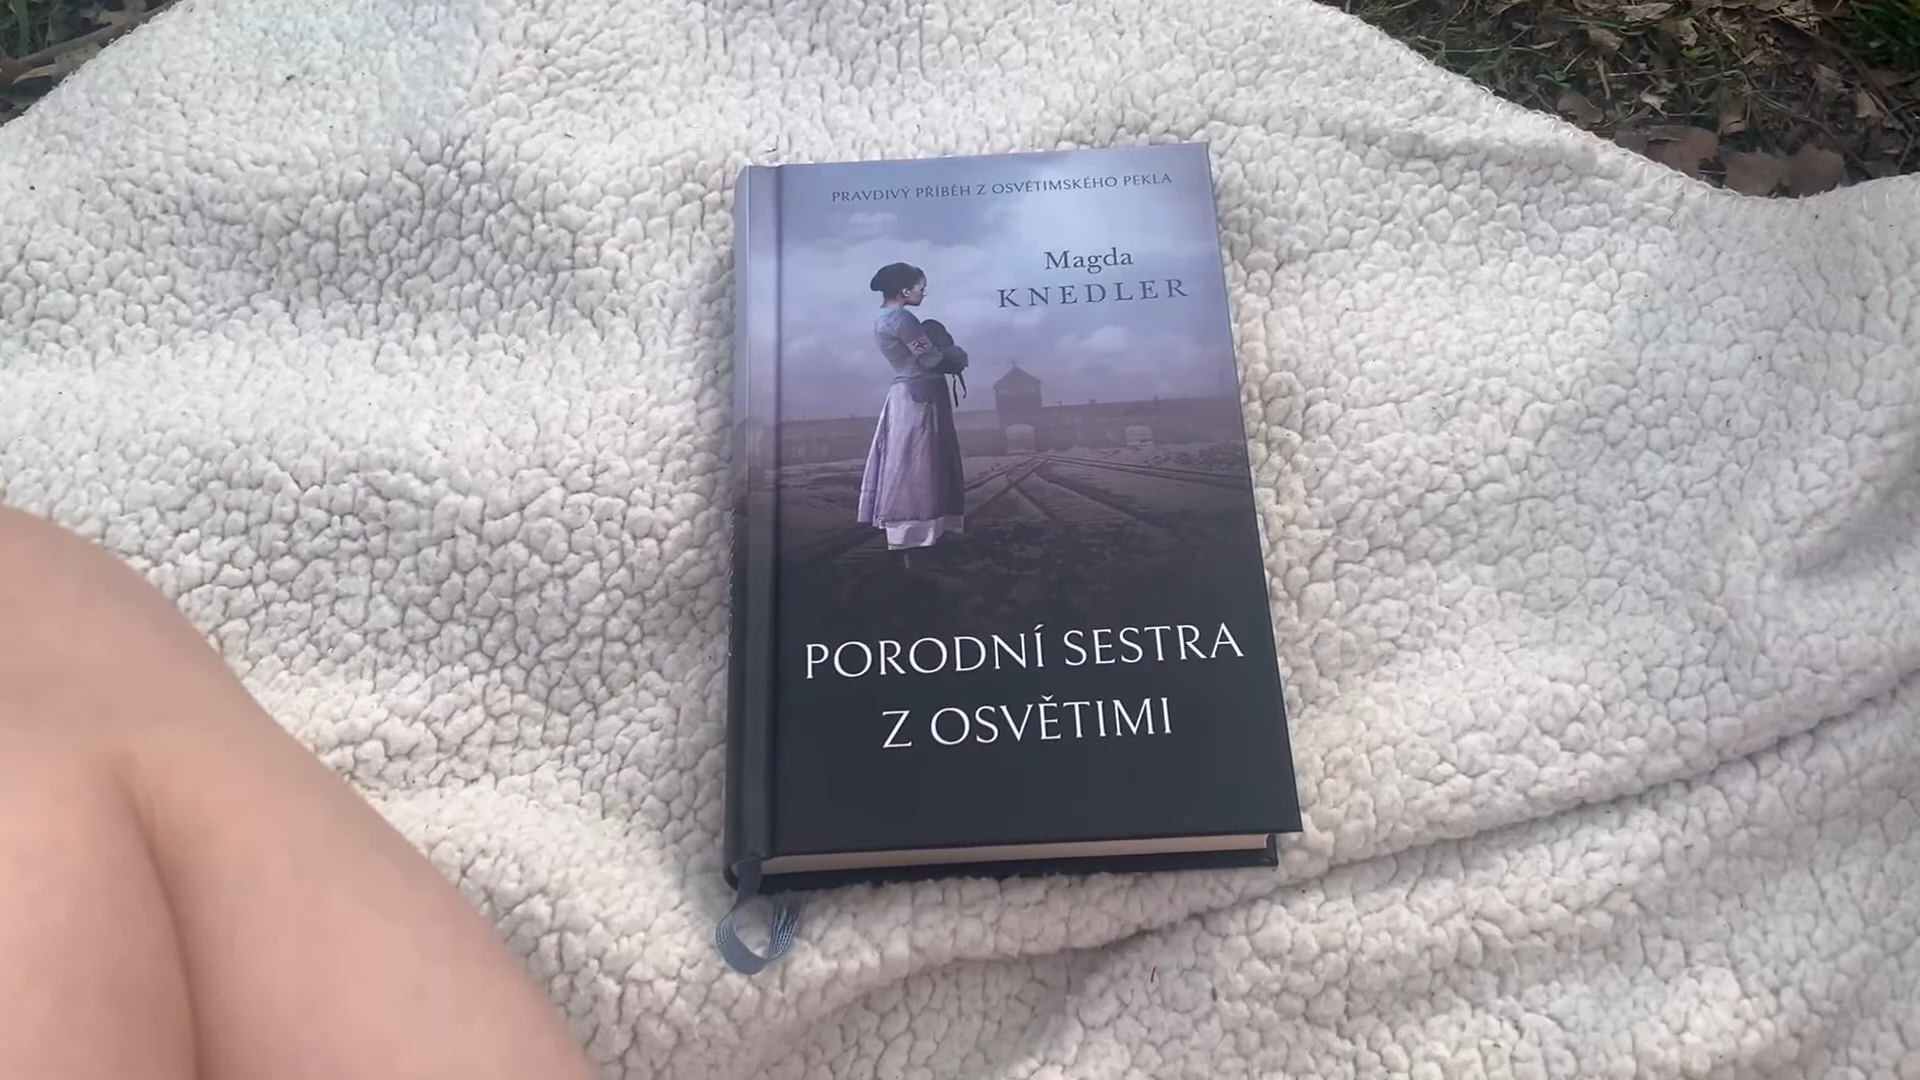 PRAVDIVÝ PŘÍBĚH Z OSVĚTIMSKÉHO PEKLA
Magda
KNEDLER
PORODNÍ SESTRA
Z OSVĚTIMI